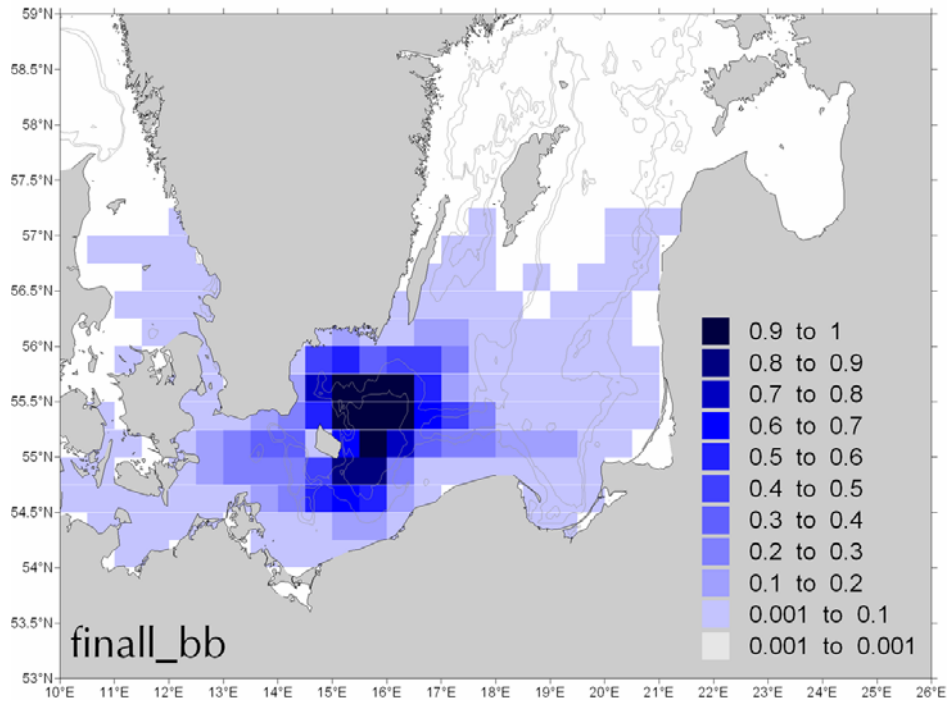 59°N
58.5°
58°N
57.5°
57°N
56.5°
56°N
55.5°
55°N
54.5°
54°N
53.5°
53°N
0.9 to 1
0.8 to 0.9
0.7 to 0.8
0.6 to 0.7
0.5 to 0.6
0.4 to 0.5
0.3 to 0.4
0.2 to 0.3
0.1 to 0.2
0.001 to 0.1
0.001 to 0.001
finall_bb
10°E 11°E 12°E 13°E 14°E 15°E 16°E 17°E 18°E 19°E 20°E 21°E 22°E 23°E 24°E 25°E 26°E